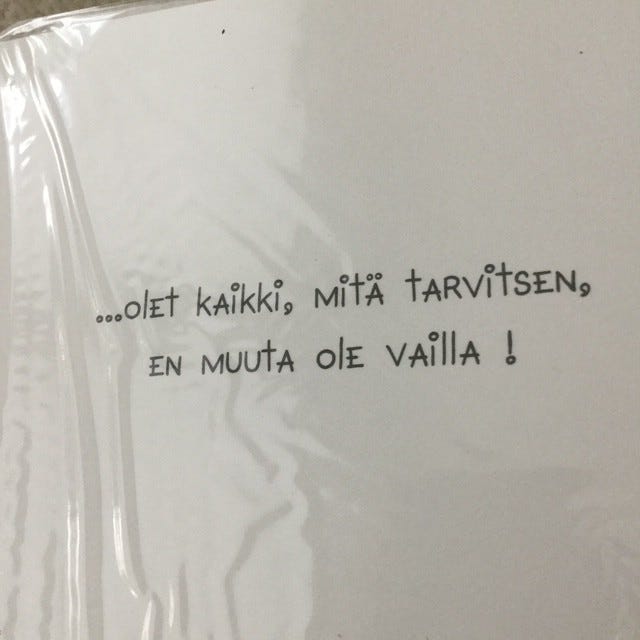 ...olet kaikki, mitä tarvitsen,
en muuta ole vailla !